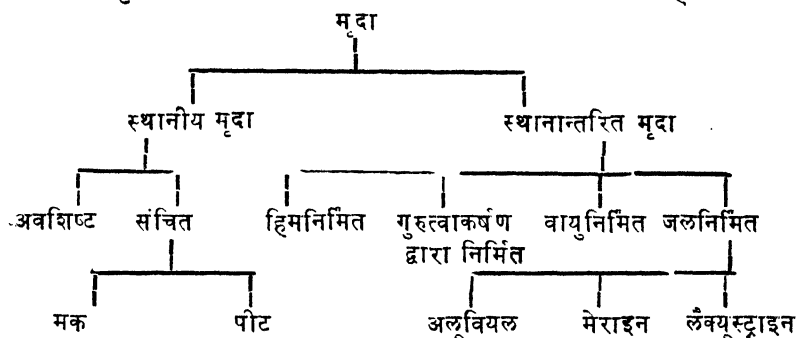 मृदा
स्थानीय मृदा स्थानान्तरित मृदा
अवशिष्ट संचित हिमनिर्मित गुरुत्वाकर्षण वायुनिर्मित जलनिर्मित
द्वारा निर्मित
मक पीट अलूवियल मेराइन लैक्यूस्ट्राइन